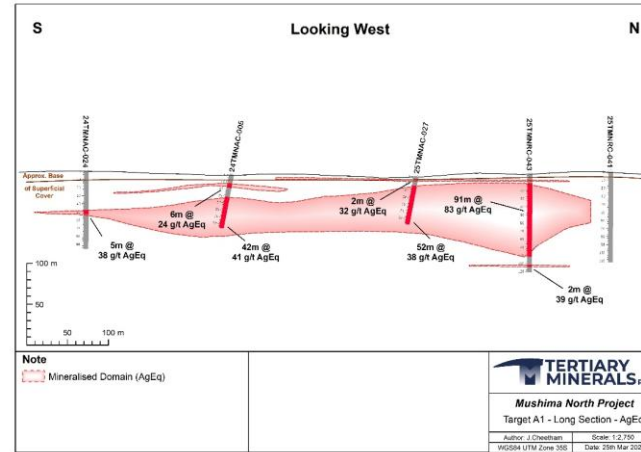 S
Looking West
N
24TMNAC-024
24TMNAC-005
25TMNAC-027
25TMNRC-043
25TMNRC-041
Approx. Base
of Superficial
Cover
6m @
24 g/t AgEq
2m @
32 g/t AgEq
91m @
83 g/t AgEq
5m @
38 g/t AgEq
42m @
41 g/t AgEq
52m @
38 g/t AgEq
2m @
39 g/t AgEq
100 m
50
50
100 m
Note
Mineralised Domain (AgEq)
TERTIARY
MINERALS
Mushima North Project
Target A1 - Long Section - AgEq
Author: J.Cheetham
Scale: 1:2,750
WGS84 UTM Zone 35S
Date: 25th Mar 202